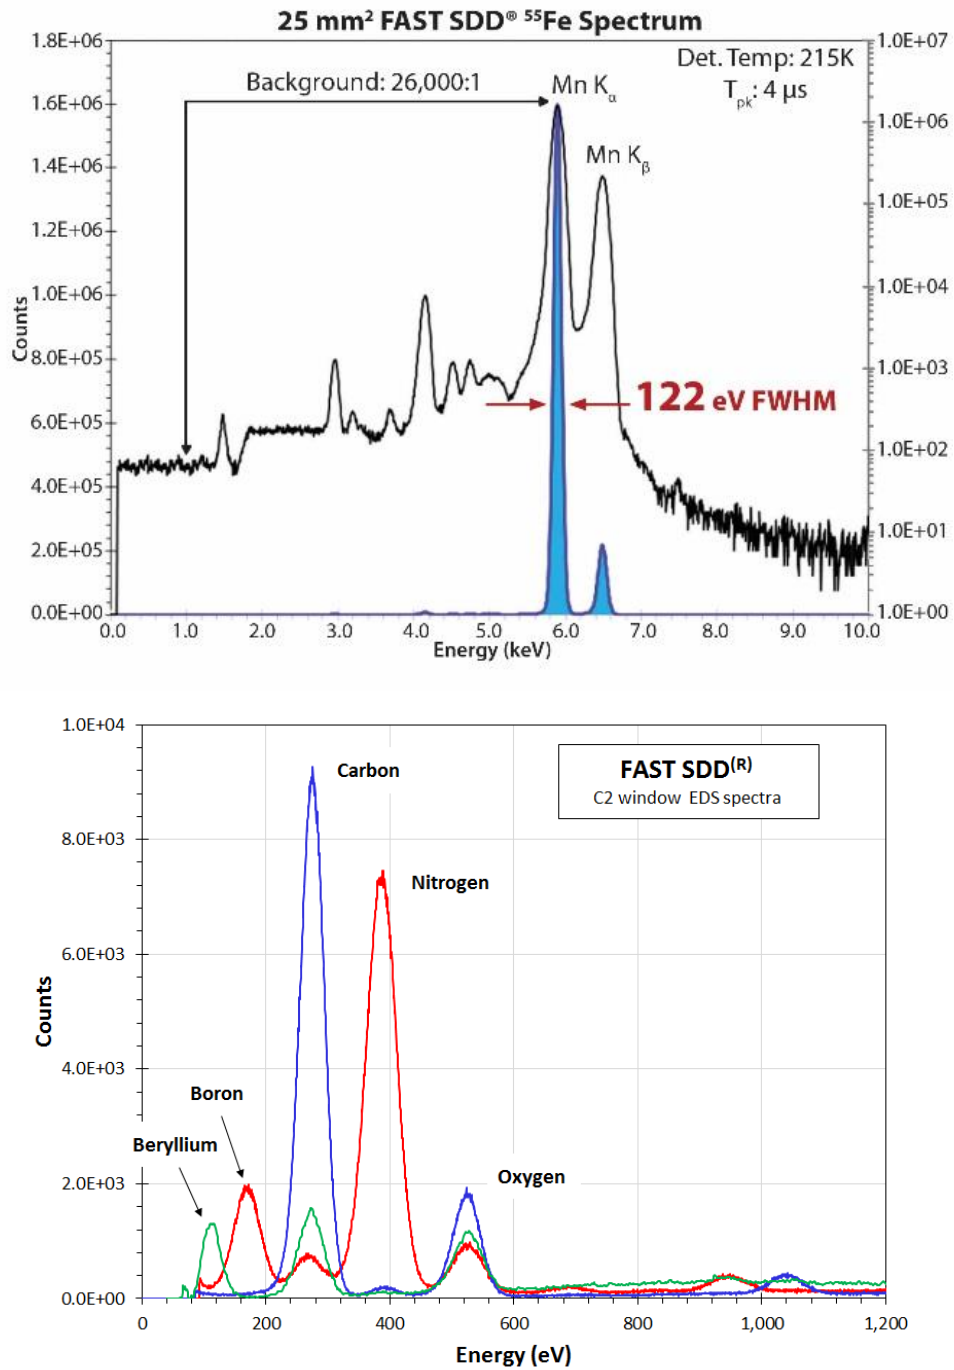 25 mm² FAST SDD® ⁵⁵Fe Spectrum
1.8E+06
1.0E+07
Det. Temp: 215K
Background: 26,000:1
Mn Kα
Tpk: 4 µs
1.6E+06
1.0E+06
1.4E+06
Mn Kβ
1.0E+05
1.2E+06
1.0E+06
1.0E+04
Counts
8.0E+05
1.0E+03
122 eV FWHM
6.0E+05
1.0E+02
4.0E+05
1.0E+01
2.0E+05
0.0E+00
1.0E+00
0.0 1.0 2.0 3.0 4.0 5.0 6.0 7.0 8.0 9.0 10.0
Energy (keV)
1.0E+04
FAST SDD(R)
C2 window EDS spectra
Carbon
8.0E+03
Nitrogen
6.0E+03
Counts
4.0E+03
Boron
Beryllium
2.0E+03
Oxygen
0.0E+00
0 200 400 600 800 1,000 1,200
Energy (eV)